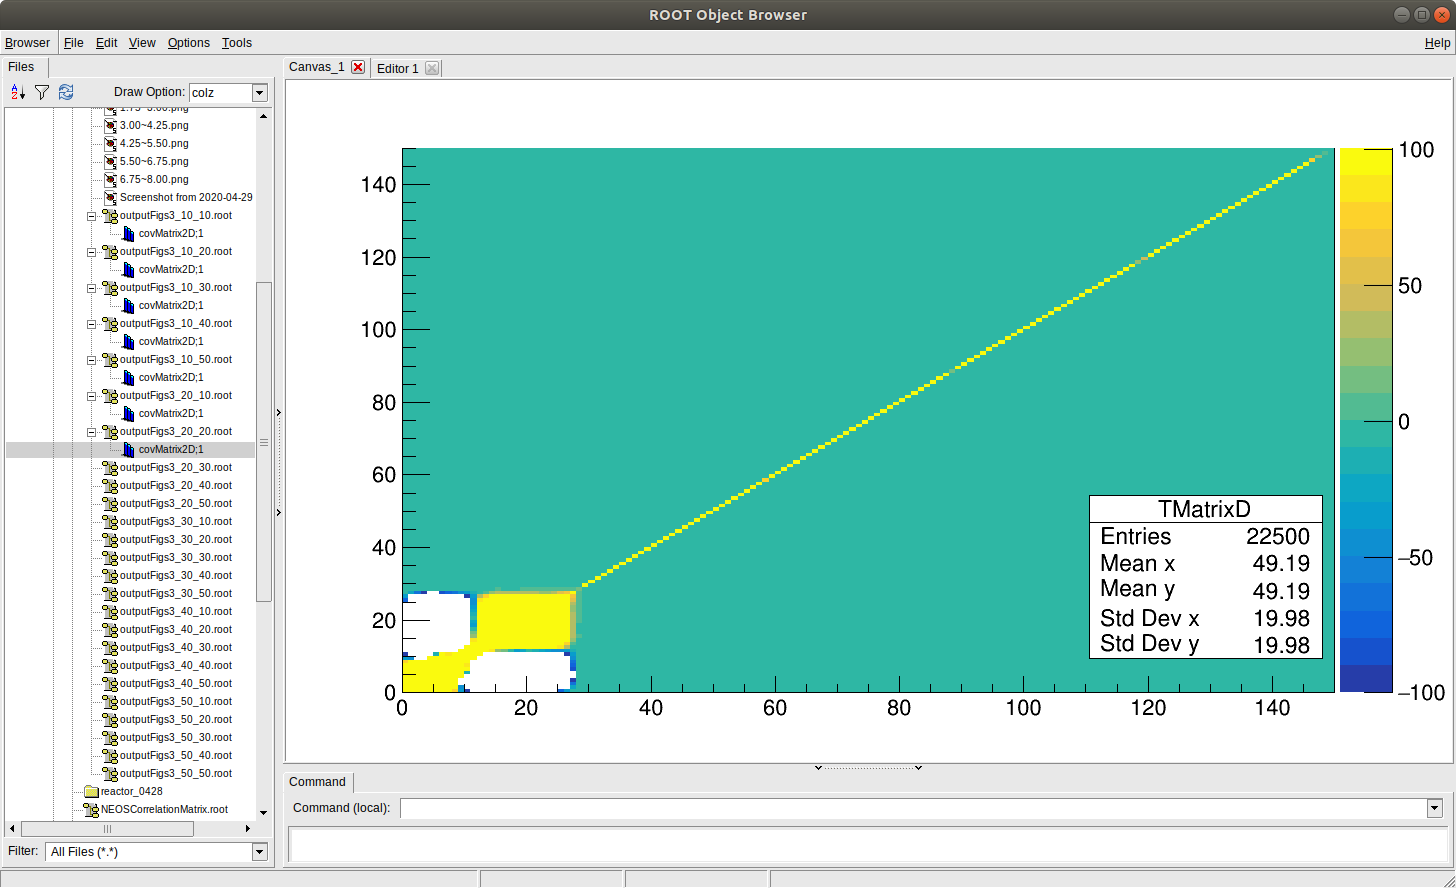 ROOT Object Browser
Browser File Edit View Options Tools Help
Files
Draw Option: colz
1.75~3.00.png
3.00~4.25.png
4.25~5.50.png
5.50~6.75.png
6.75~8.00.png
Screenshot from 2020-04-29
outputFigs3_10_10.root
covMatrix2D;1
outputFigs3_10_20.root
covMatrix2D;1
outputFigs3_10_30.root
covMatrix2D;1
outputFigs3_10_40.root
covMatrix2D;1
outputFigs3_10_50.root
covMatrix2D;1
outputFigs3_20_10.root
covMatrix2D;1
outputFigs3_20_20.root
covMatrix2D;1
outputFigs3_20_30.root
outputFigs3_20_40.root
outputFigs3_20_50.root
outputFigs3_30_10.root
outputFigs3_30_20.root
outputFigs3_30_30.root
outputFigs3_30_40.root
outputFigs3_30_50.root
outputFigs3_40_10.root
outputFigs3_40_20.root
outputFigs3_40_30.root
outputFigs3_40_40.root
outputFigs3_40_50.root
outputFigs3_50_10.root
outputFigs3_50_20.root
outputFigs3_50_30.root
outputFigs3_50_40.root
outputFigs3_50_50.root
reactor_0428
NEOSCorrelationMatrix.root
Filter: All Files (*.*)
Canvas_1 Editor 1
140
120
100
80
60
40
20
0
0 20 40 60 80 100 120 140
100
50
0
−50
−100
TMatrixD
Entries 22500
Mean x 49.19
Mean y 49.19
Std Dev x 19.98
Std Dev y 19.98
Command
Command (local):